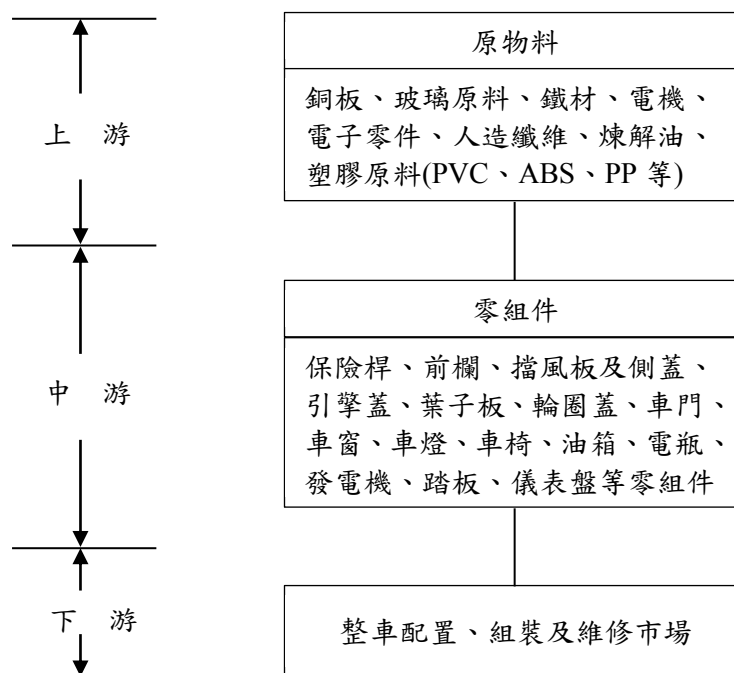 原物料
銅板、玻璃原料、鐵材、電機、
電子零件、人造纖維、煉解油、
塑膠原料(PVC、ABS、PP 等)
上 游
零組件
保險桿、前欄、擋風板及側蓋、
引擎蓋、葉子板、輪圈蓋、車門、
車窗、車燈、車椅、油箱、電瓶、
發電機、踏板、儀表盤等零組件
中 游
整車配置、組裝及維修市場
下 游